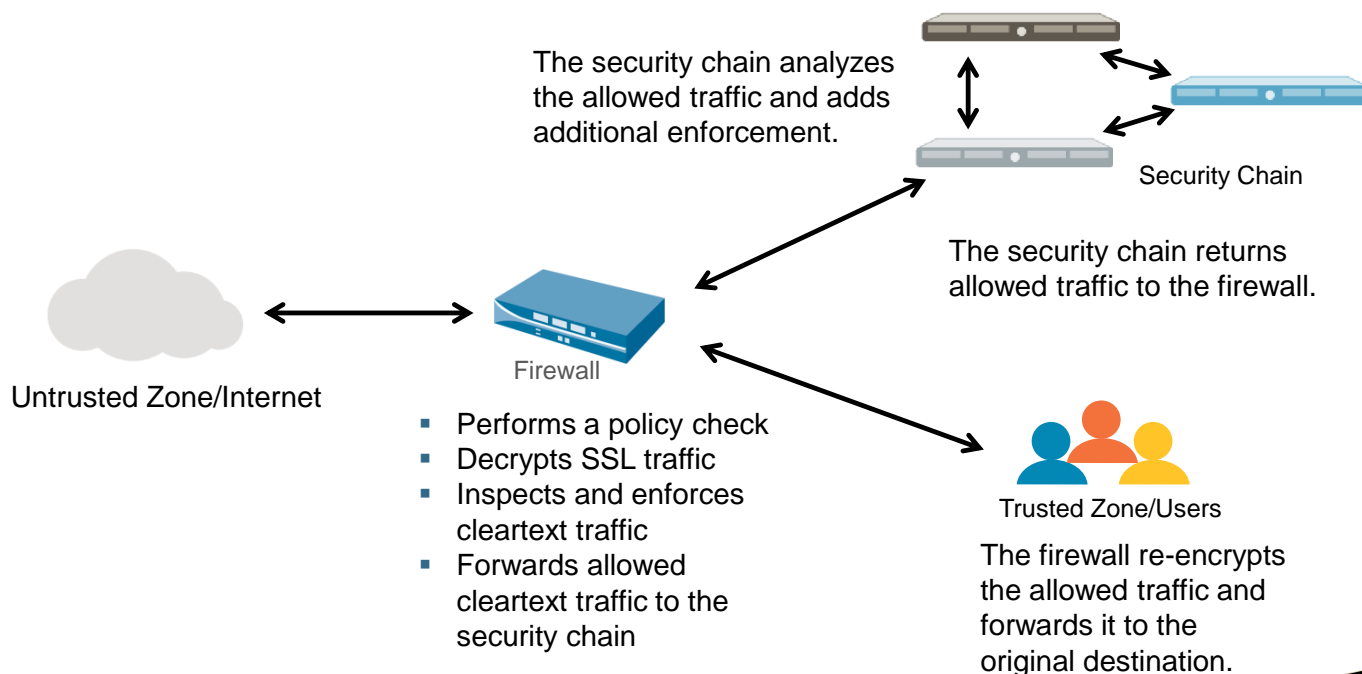 The security chain analyzes
the allowed traffic and adds
additional enforcement.
Security Chain
The security chain returns
allowed traffic to the firewall.
Firewall
Untrusted Zone/Internet
▪ Performs a policy check
▪ Decrypts SSL traffic
▪ Inspects and enforces
cleartext traffic
▪ Forwards allowed
cleartext traffic to the
security chain
Trusted Zone/Users
The firewall re-encrypts
the allowed traffic and
forwards it to the
original destination.